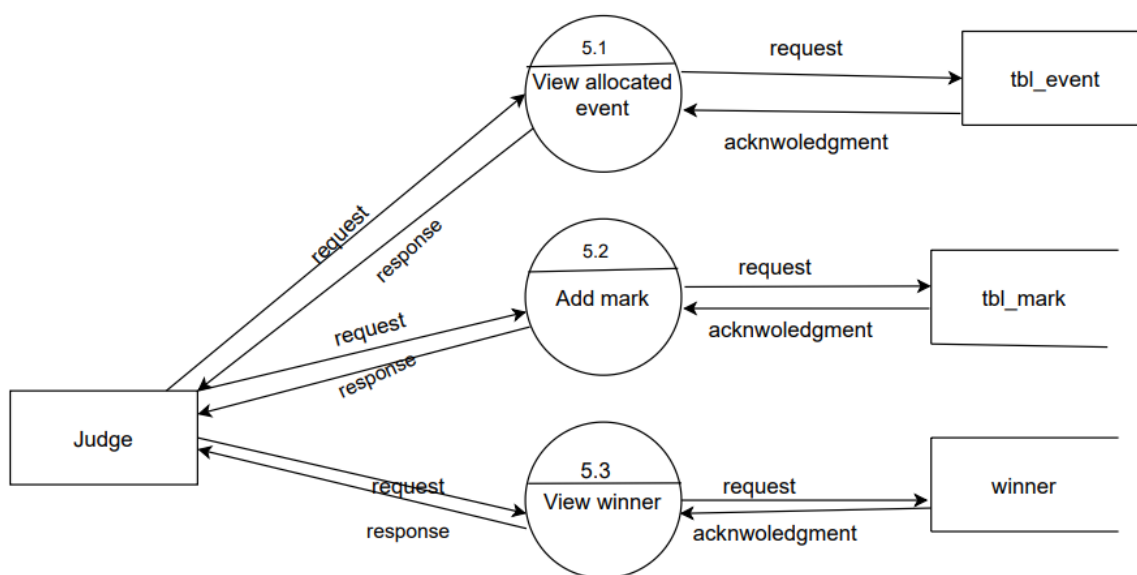 5.1
View allocated
event
request
acknwoledgment
tbl_event
request
response
5.2
Add mark
request
acknwoledgment
tbl_mark
request
response
Judge
5.3
View winner
request
acknwoledgment
winner
request
response